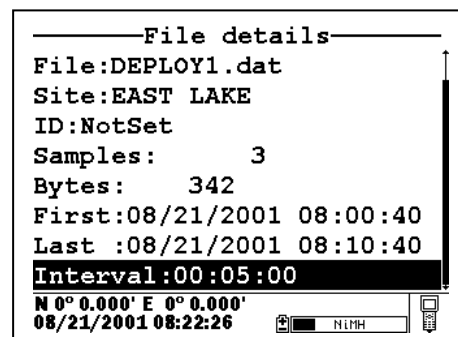 File details
File:DEPLOY1.dat
Site:EAST LAKE
ID:NotSet
Samples: 3
Bytes: 342
First:08/21/2001 08:00:40
Last :08/21/2001 08:10:40
Interval:00:05:00
N 0° 0.000' E 0° 0.000'
08/21/2001 08:22:26 NiMH